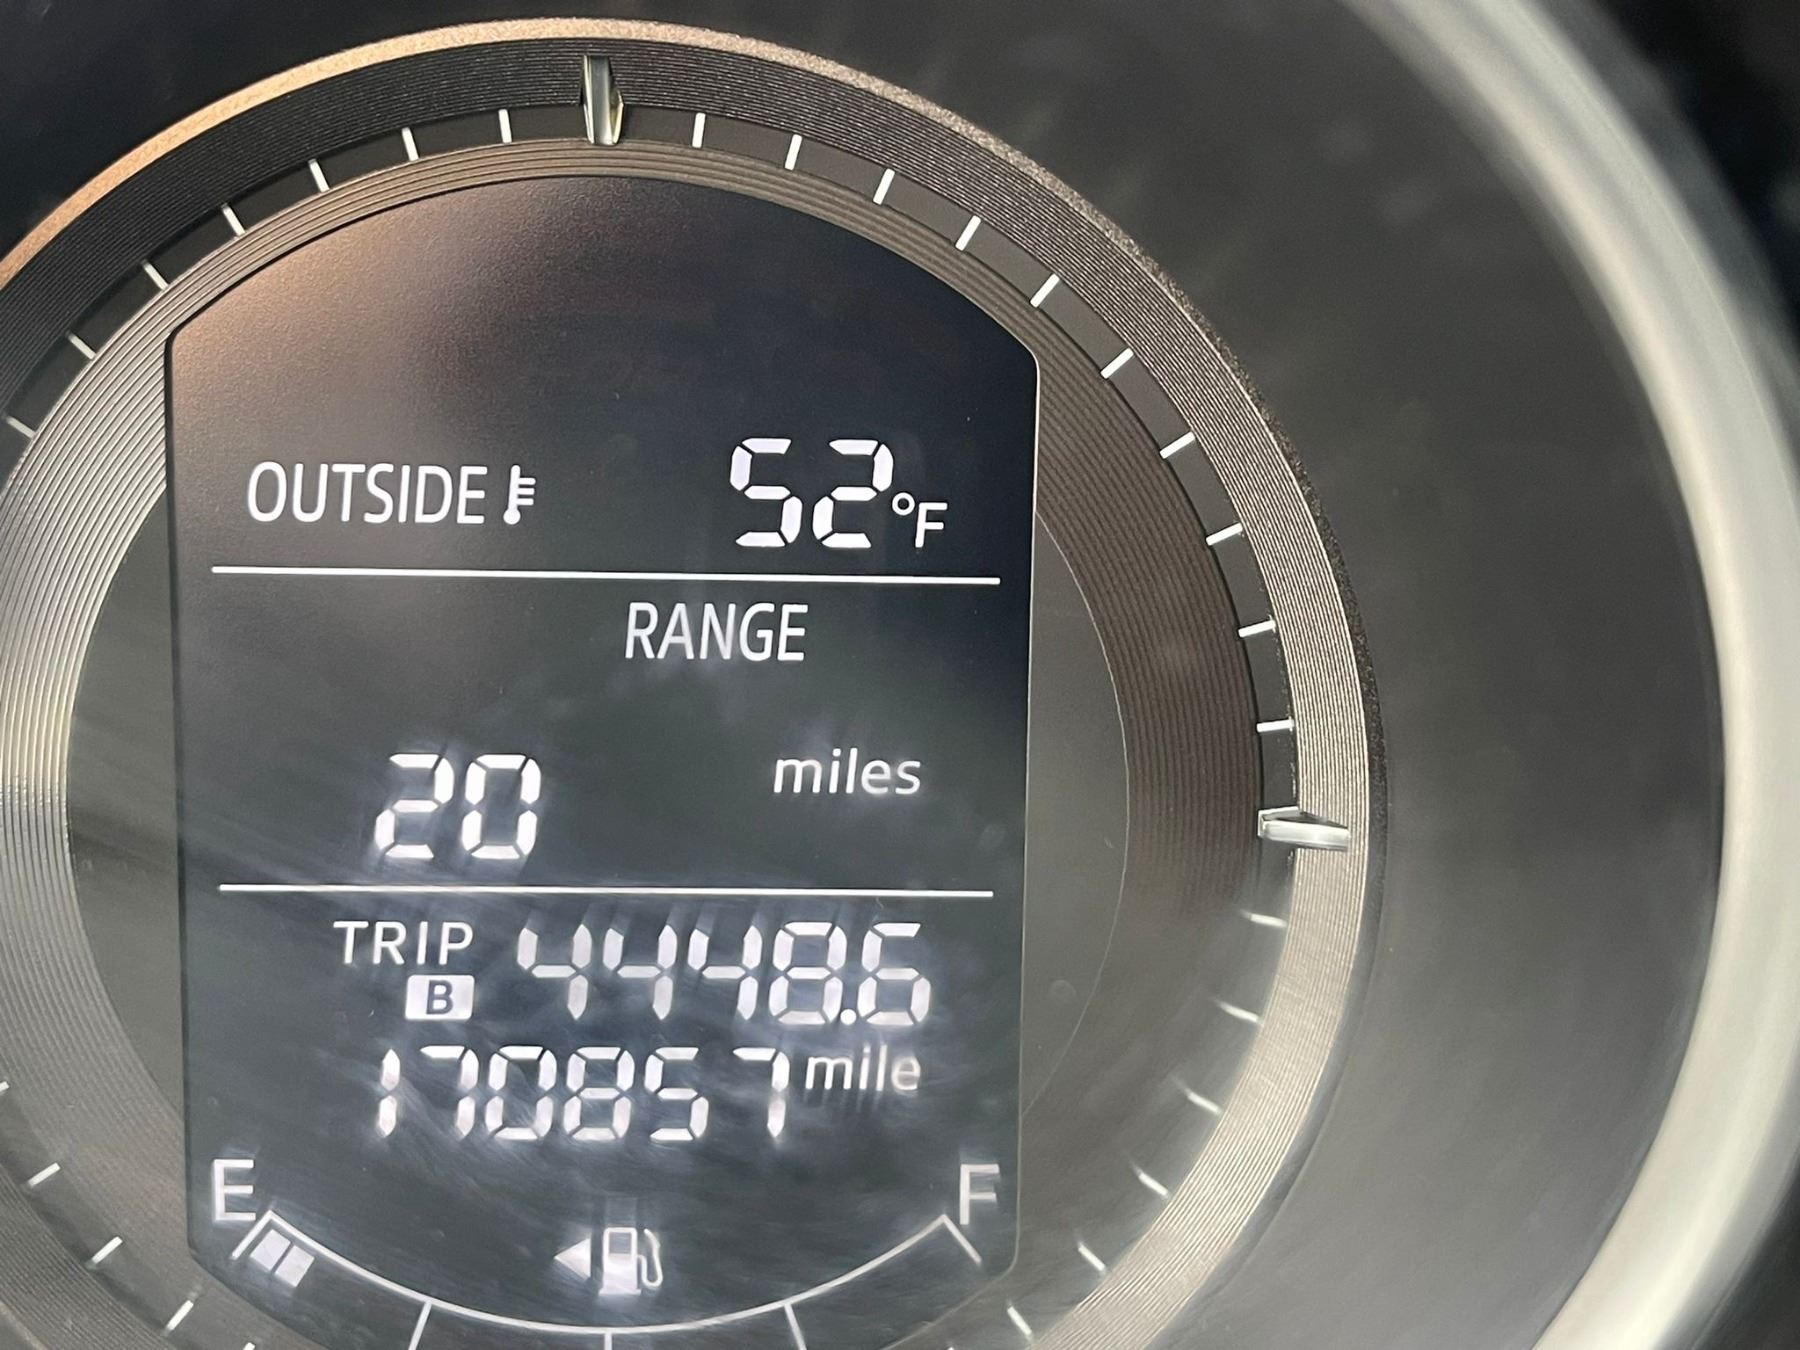 OUTSIDE 52°F
RANGE
20 miles
TRIP B 4448.6
170857 mile
E F